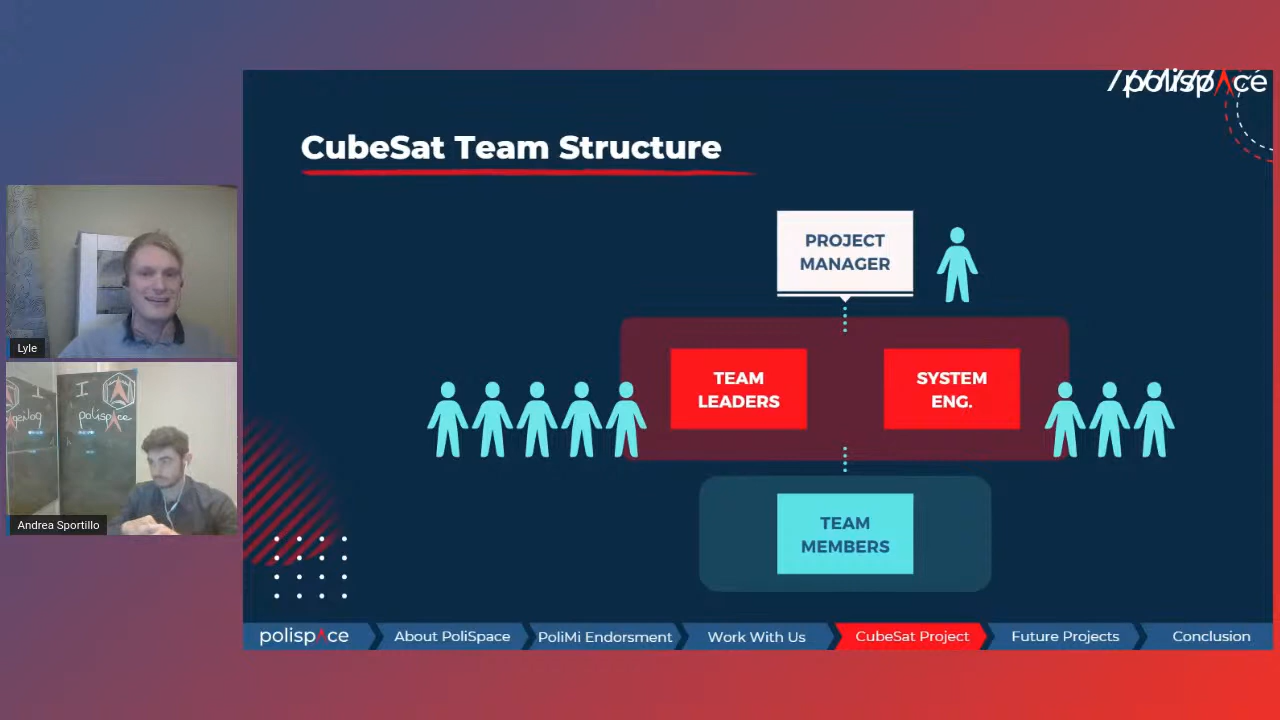 polispace
CubeSat Team Structure
PROJECT
MANAGER
TEAM
LEADERS
SYSTEM
ENG.
TEAM
MEMBERS
Lyle
polispace
Andrea Sportillo
polispace
About PoliSpace
PoliMi Endorsment
Work With Us
CubeSat Project
Future Projects
Conclusion